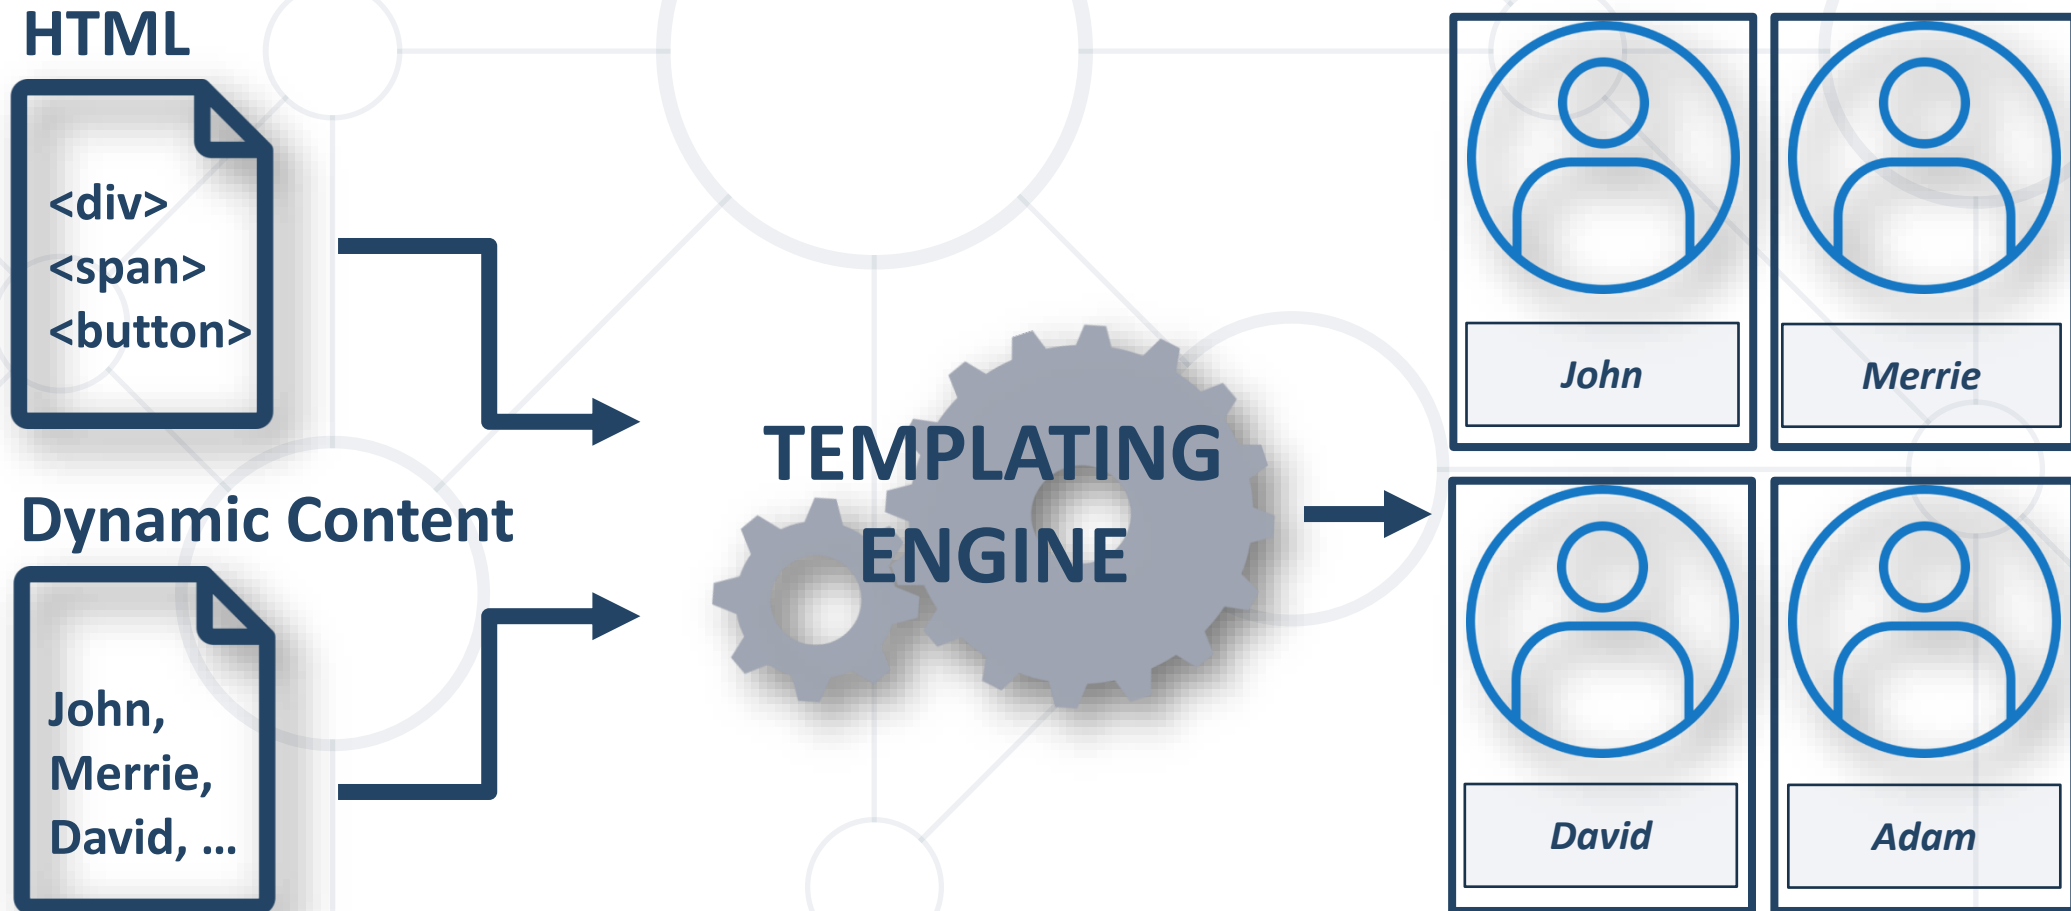 HTML
<div>
<span>
<button>
Dynamic Content
John,
Merrie,
David, ...
TEMPLATING
ENGINE
John
Merrie
David
Adam